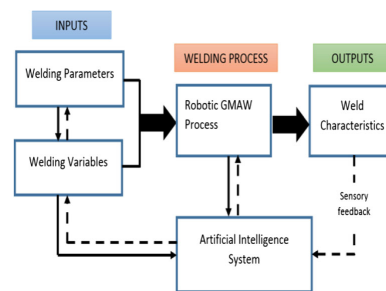 INPUTS
WELDING PROCESS
OUTPUTS
Welding Parameters
Robotic GMAW
Process
Weld
Characteristics
Welding Variables
Sensory
feedback
Artificial Intelligence
System